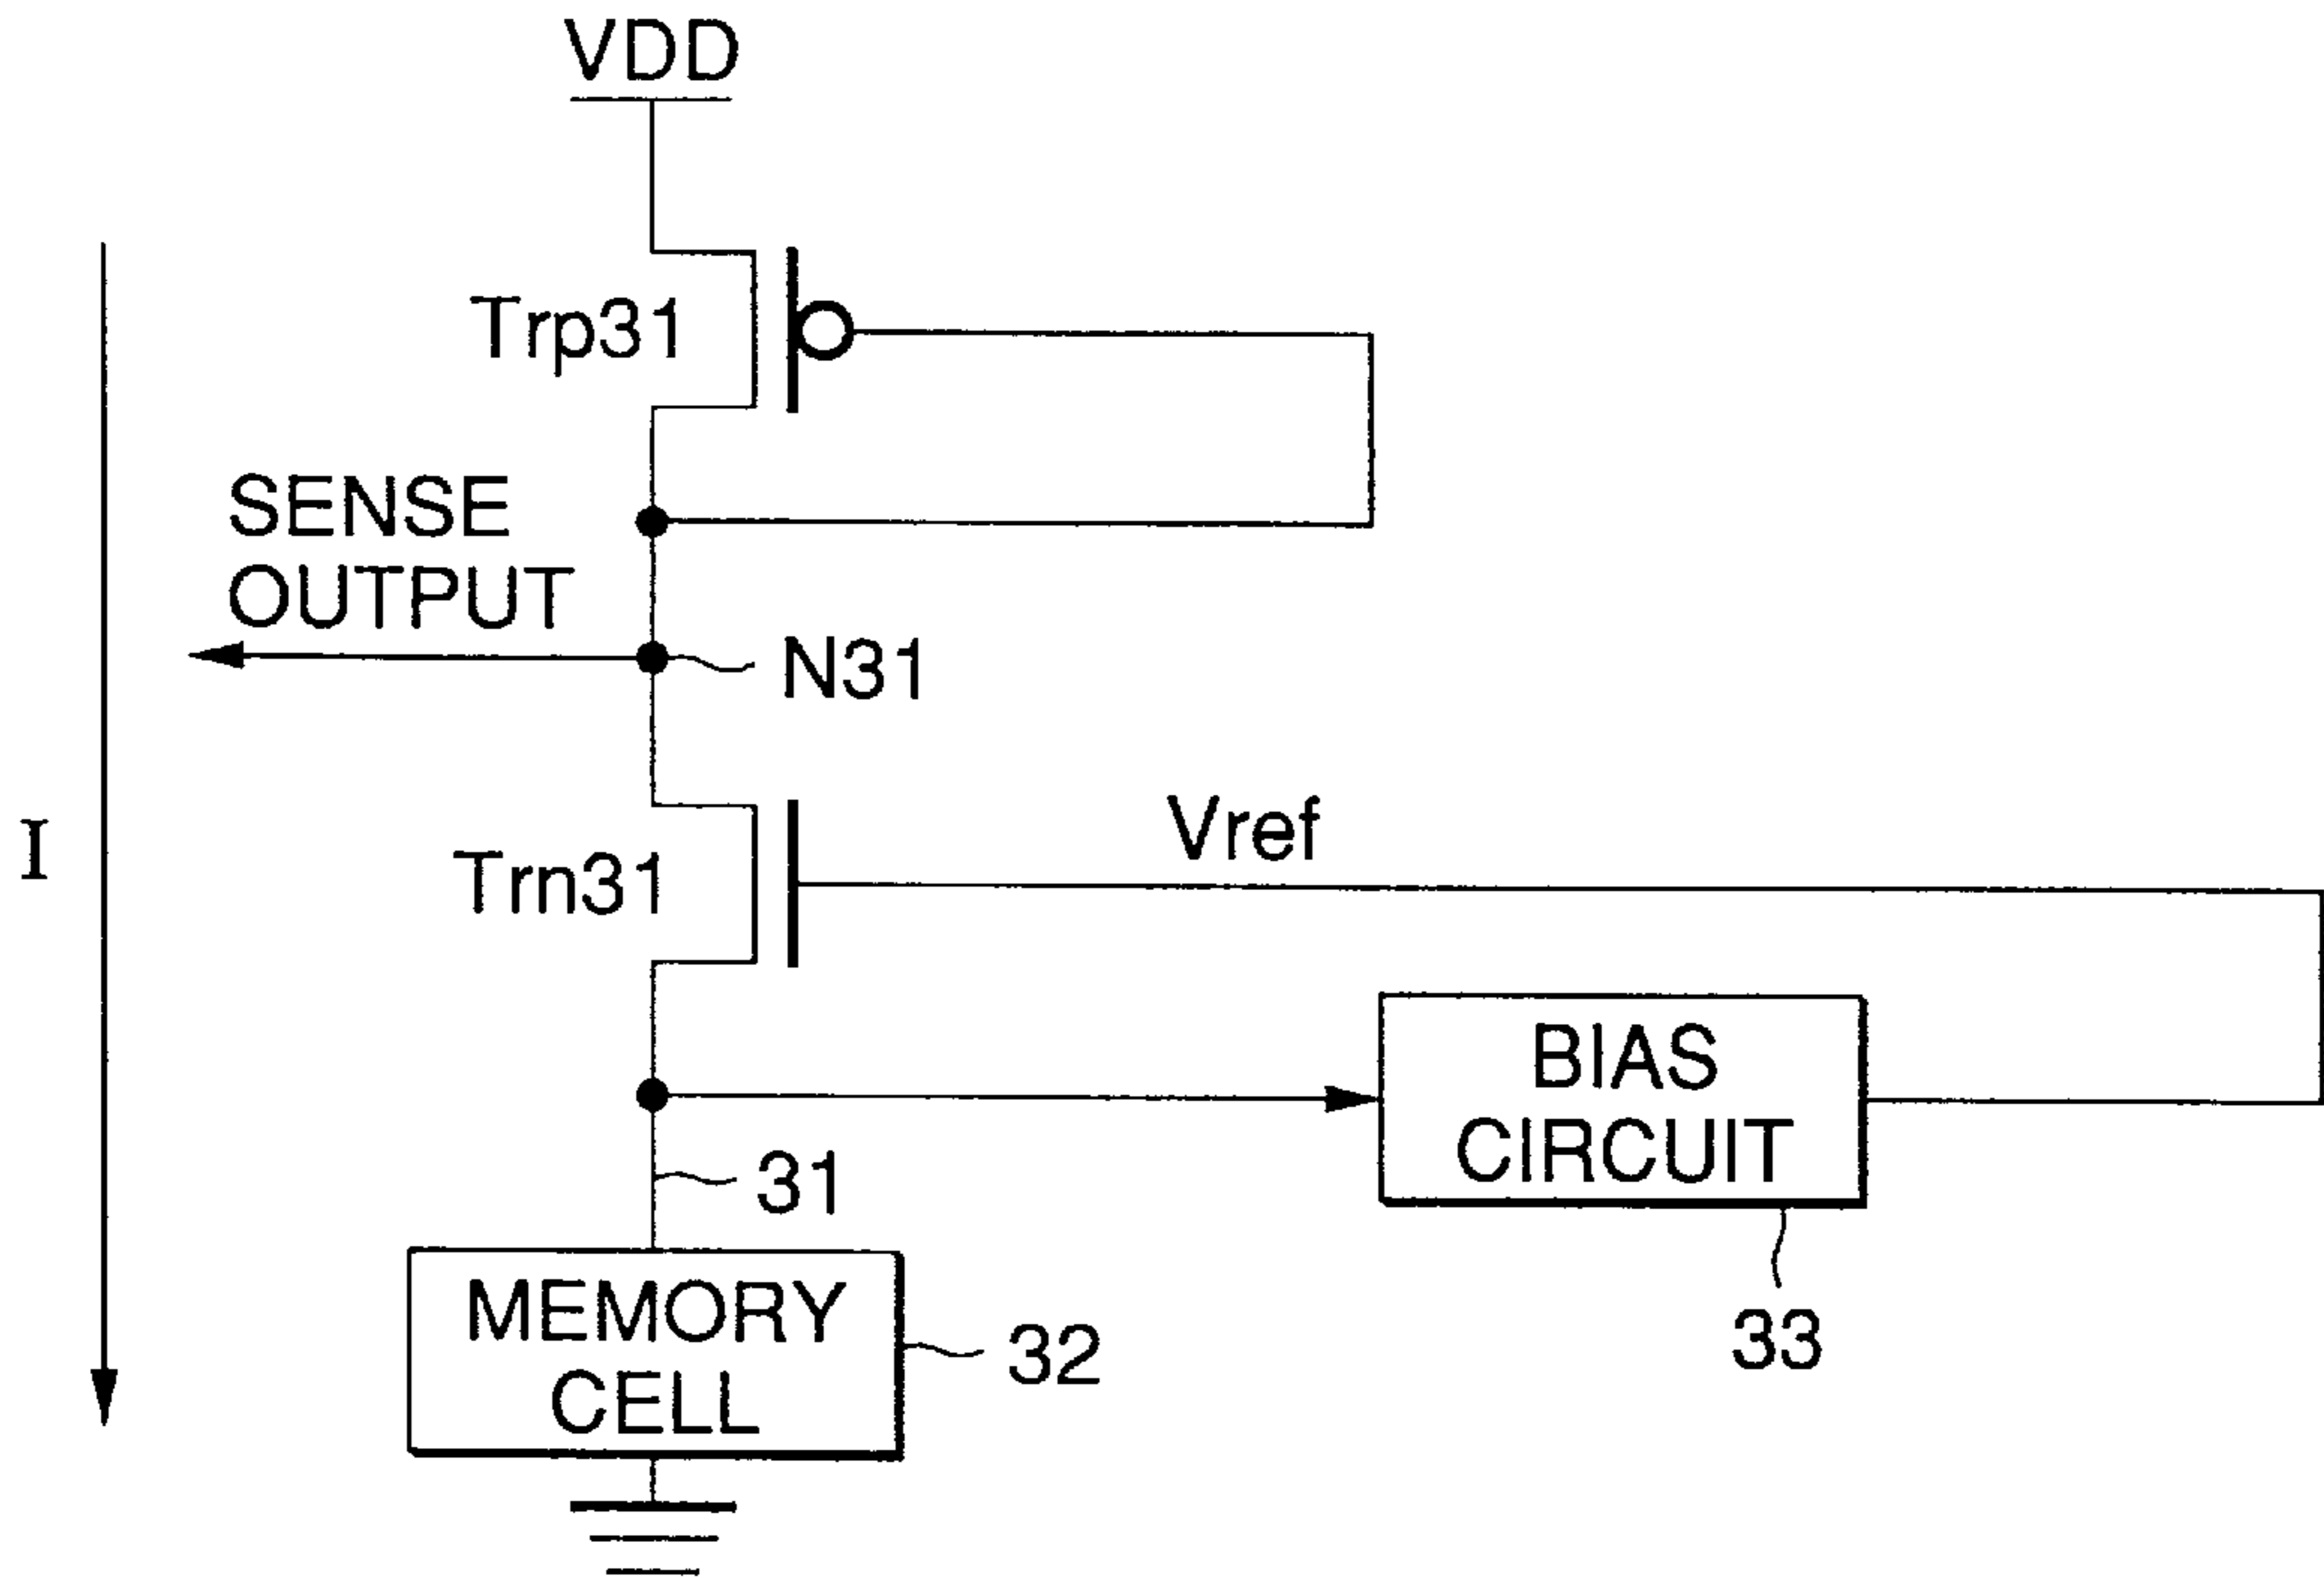 VDD
Trp31
SENSE
OUTPUT
N31
I
Vref
Trn31
BIAS
CIRCUIT
31
MEMORY
CELL
32
33